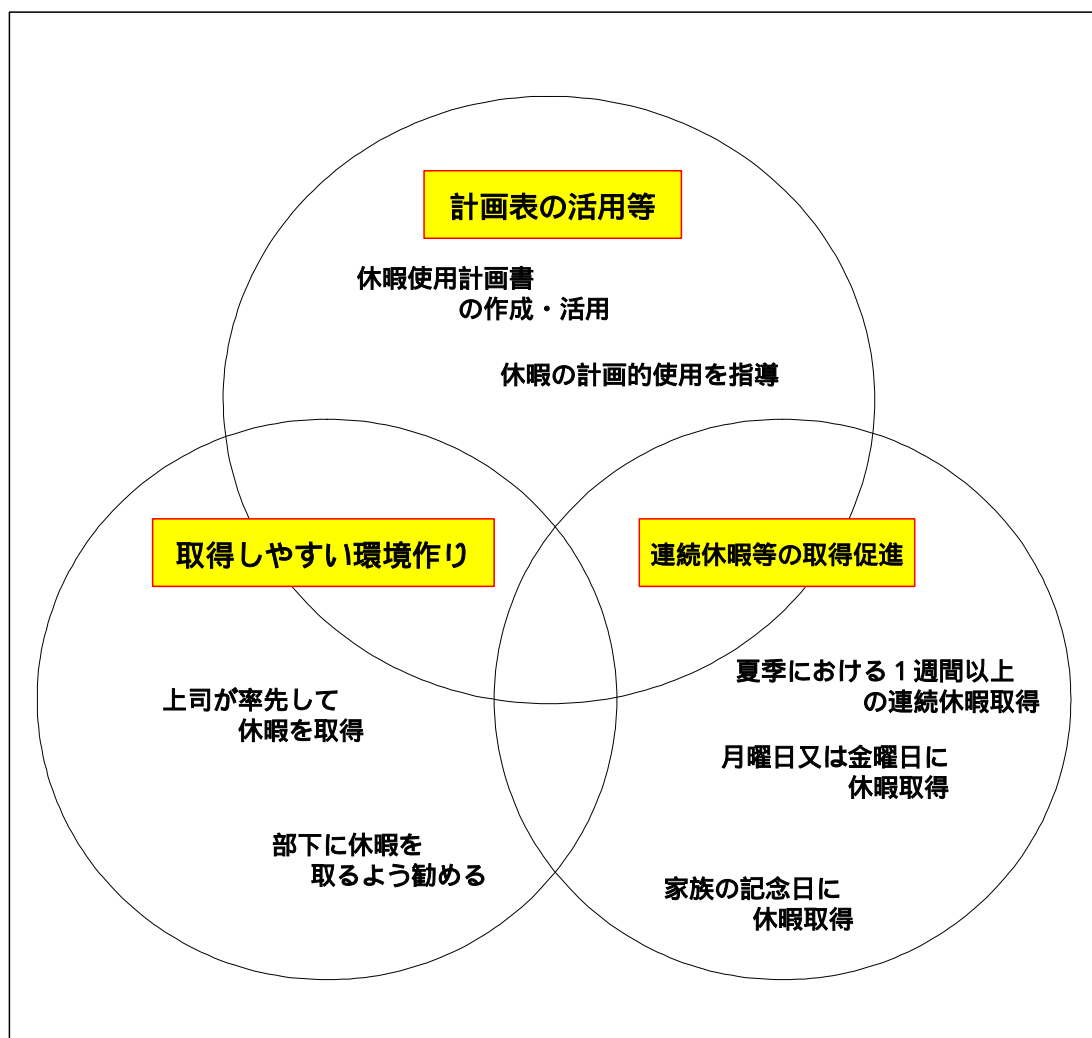 計画表の活用等
休暇使用計画書
の作成・活用
休暇の計画的使用を指導
取得しやすい環境作り
上司が率先して
休暇を取得
部下に休暇を
取るよう勧める
連続休暇等の取得促進
夏季における１週間以上
の連続休暇取得
月曜日又は金曜日に
休暇取得
家族の記念日に
休暇取得